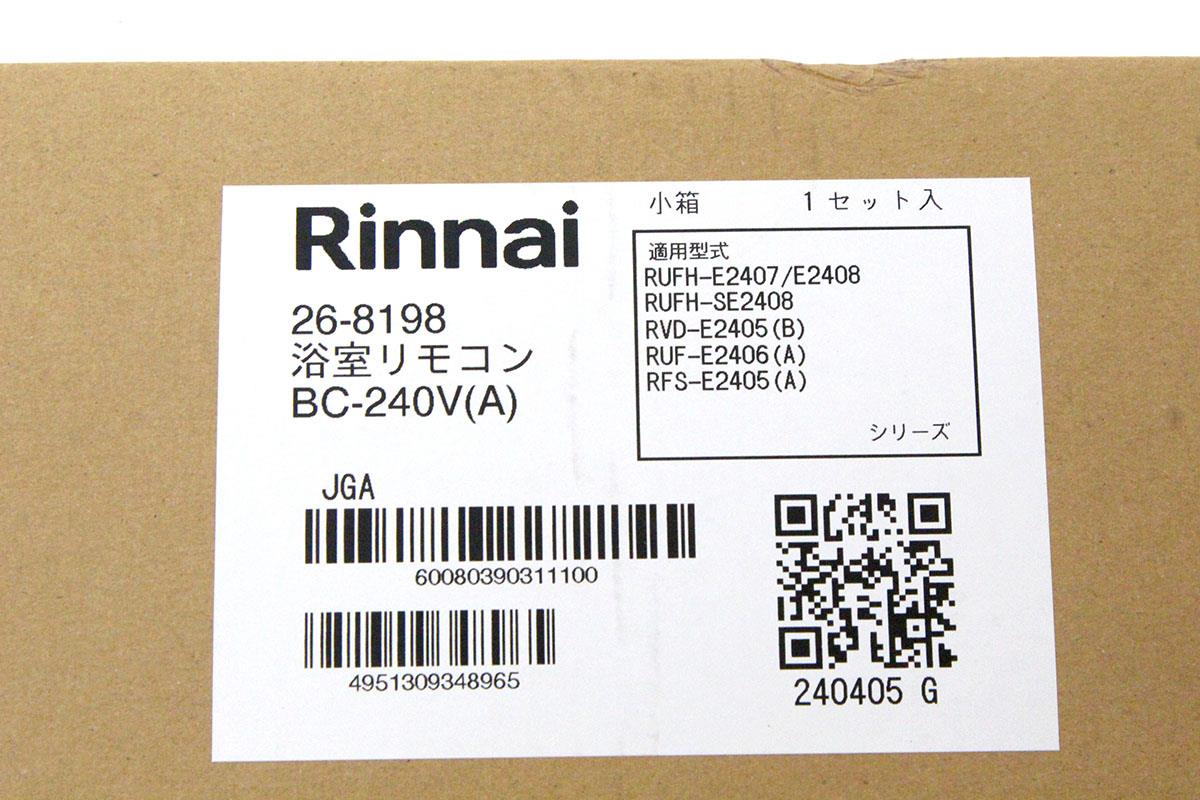 Rinnai
26-8198
浴室リモコン
BC-240V(A)
小箱 1セット入
適用型式
RUFH-E2407/E2408
RUFH-SE2408
RVD-E2405(B)
RUF-E2406(A)
RFS-E2405(A)
シリーズ
JGA
60080390311100
4951309348965
240405 G